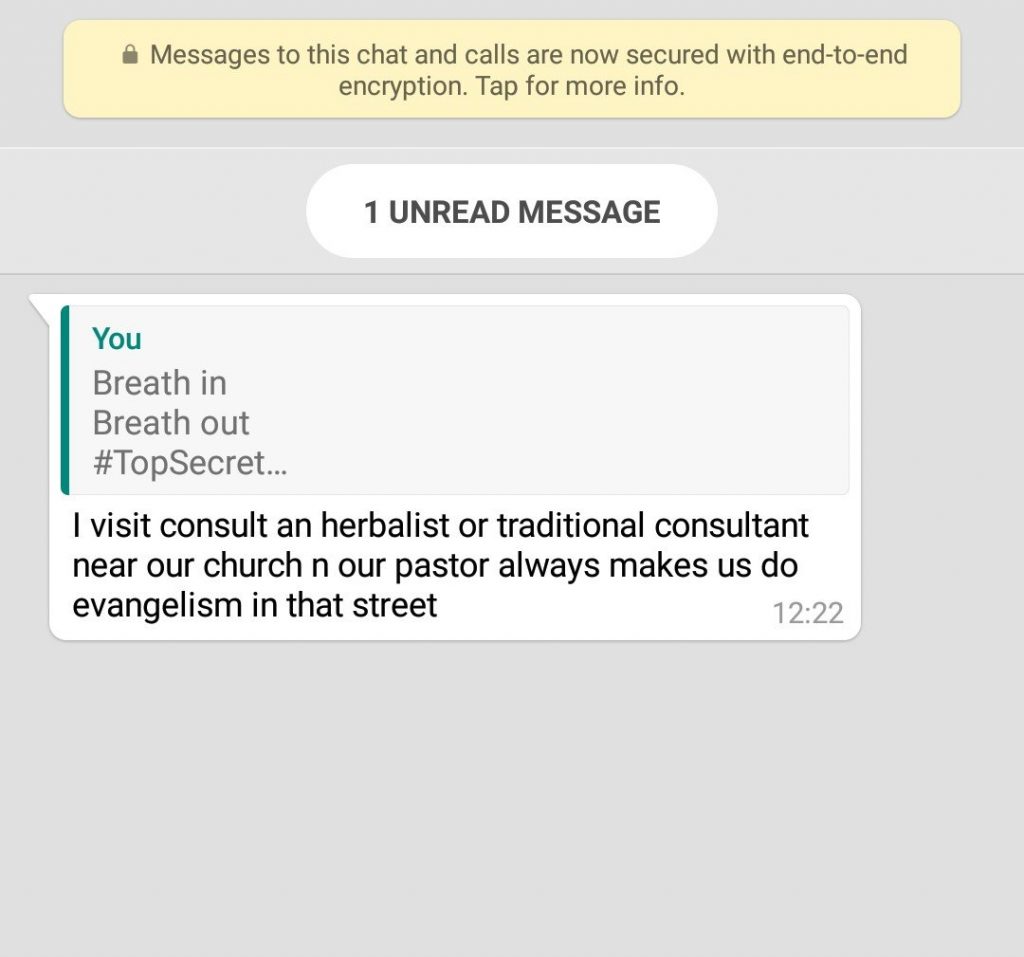 Messages to this chat and calls are now secured with end-to-end
encryption. Tap for more info.
1 UNREAD MESSAGE
You
Breath in
Breath out
#TopSecret...
I visit consult an herbalist or traditional consultant
near our church n our pastor always makes us do
evangelism in that street
12:22